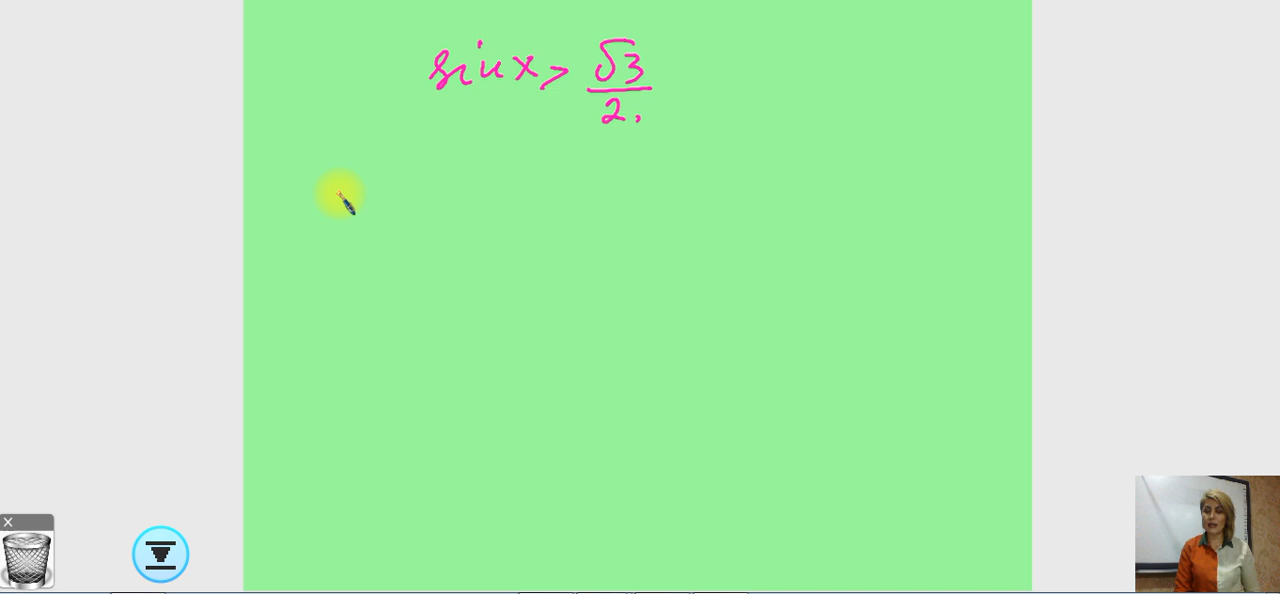 sin x > √3/2.